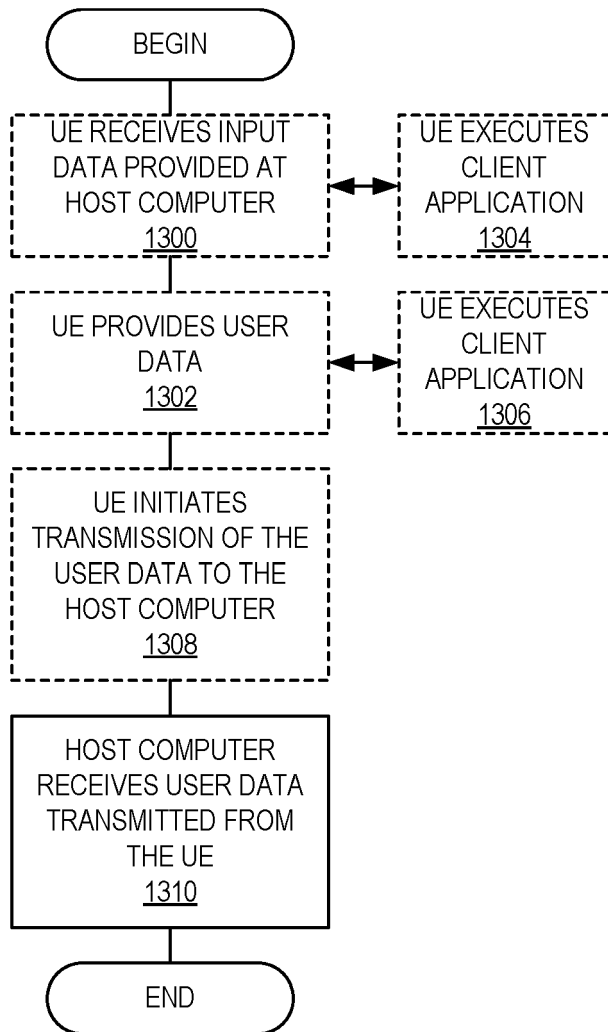 BEGIN
UE RECEIVES INPUT
DATA PROVIDED AT
HOST COMPUTER
1300
UE EXECUTES
CLIENT
APPLICATION
1304
UE PROVIDES USER
DATA
1302
UE EXECUTES
CLIENT
APPLICATION
1306
UE INITIATES
TRANSMISSION OF THE
USER DATA TO THE
HOST COMPUTER
1308
HOST COMPUTER
RECEIVES USER DATA
TRANSMITTED FROM
THE UE
1310
END